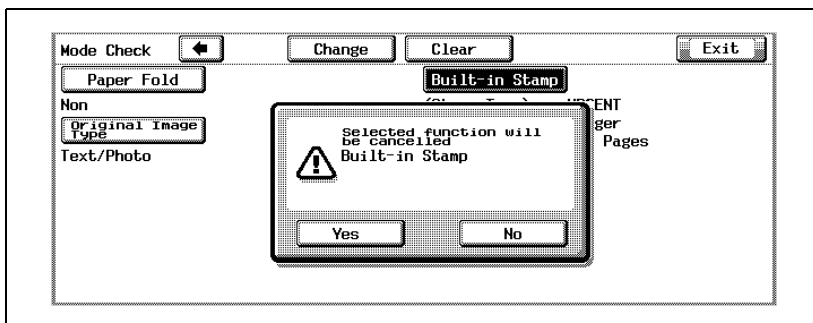 Mode Check Change Clear Exit
Paper Fold Built-in Stamp
Non
Original Image
Type
Text/Photo
Pages
Selected function will
be cancelled
Built-in Stamp
Yes No